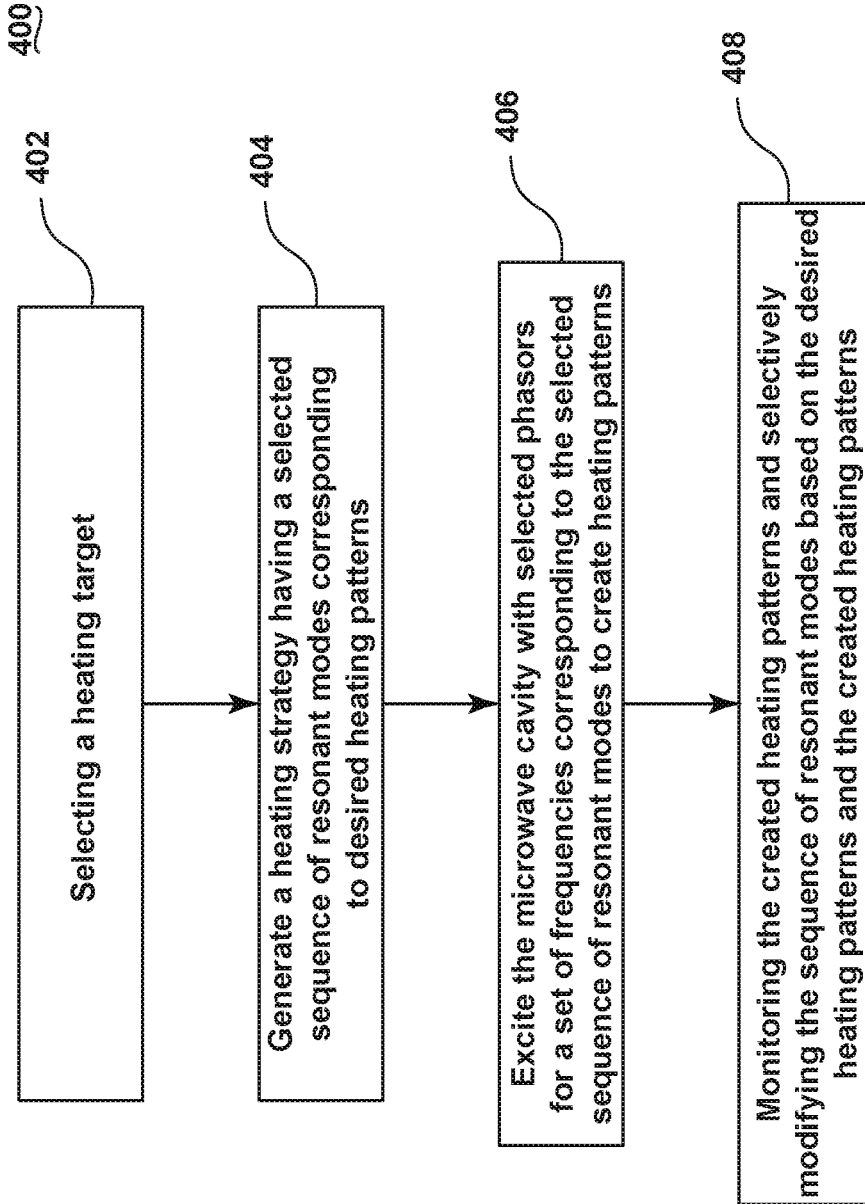 400
Selecting a heating target
402
Generate a heating strategy having a selected
sequence of resonant modes corresponding
to desired heating patterns
404
Excite the microwave cavity with selected phasors
for a set of frequencies corresponding to the selected
sequence of resonant modes to create heating patterns
406
Monitoring the created heating patterns and selectively
modifying the sequence of resonant modes based on the desired
heating patterns and the created heating patterns
408